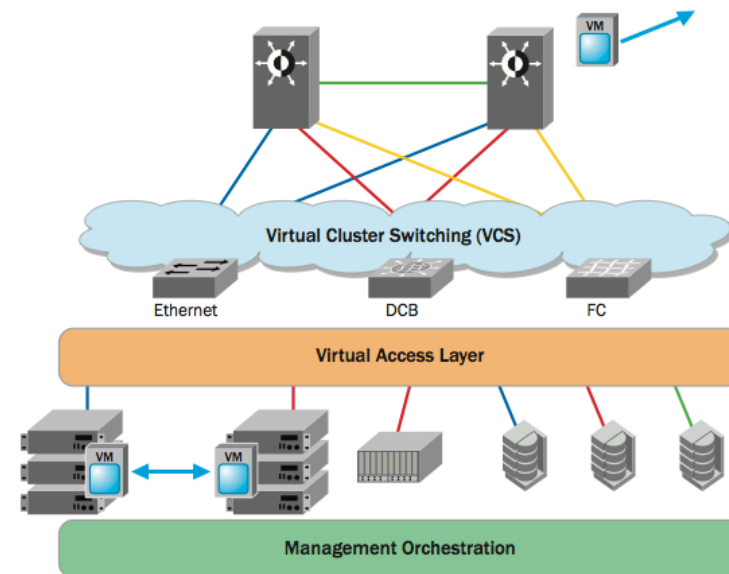 VM
Virtual Cluster Switching (VCS)
Ethernet
DCB
FC
Virtual Access Layer
VM
VM
Management Orchestration